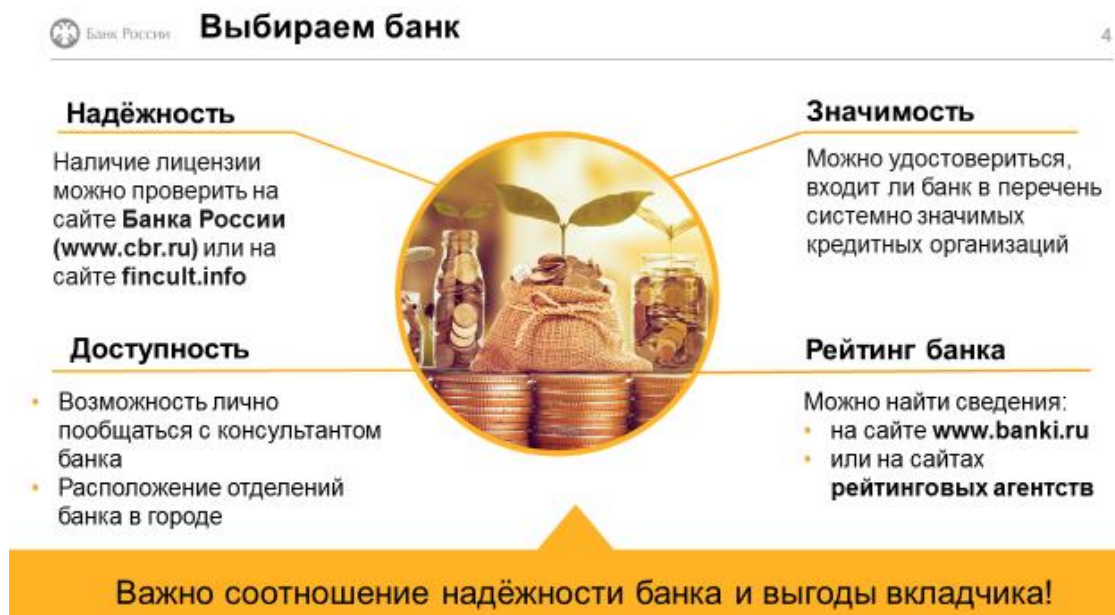 Банк России
Выбираем банк
4
Надёжность
Наличие лицензии
можно проверить на
сайте Банка России
(www.cbr.ru) или на
сайте fincult.info
Значимость
Можно удостовериться,
входит ли банк в перечень
системно значимых
кредитных организаций
Доступность
• Возможность лично
пообщаться с консультантом
банка
• Расположение отделений
банка в городе
Рейтинг банка
Можно найти сведения:
• на сайте www.banki.ru
• или на сайтах
рейтинговых агентств
Важно соотношение надёжности банка и выгоды вкладчика!